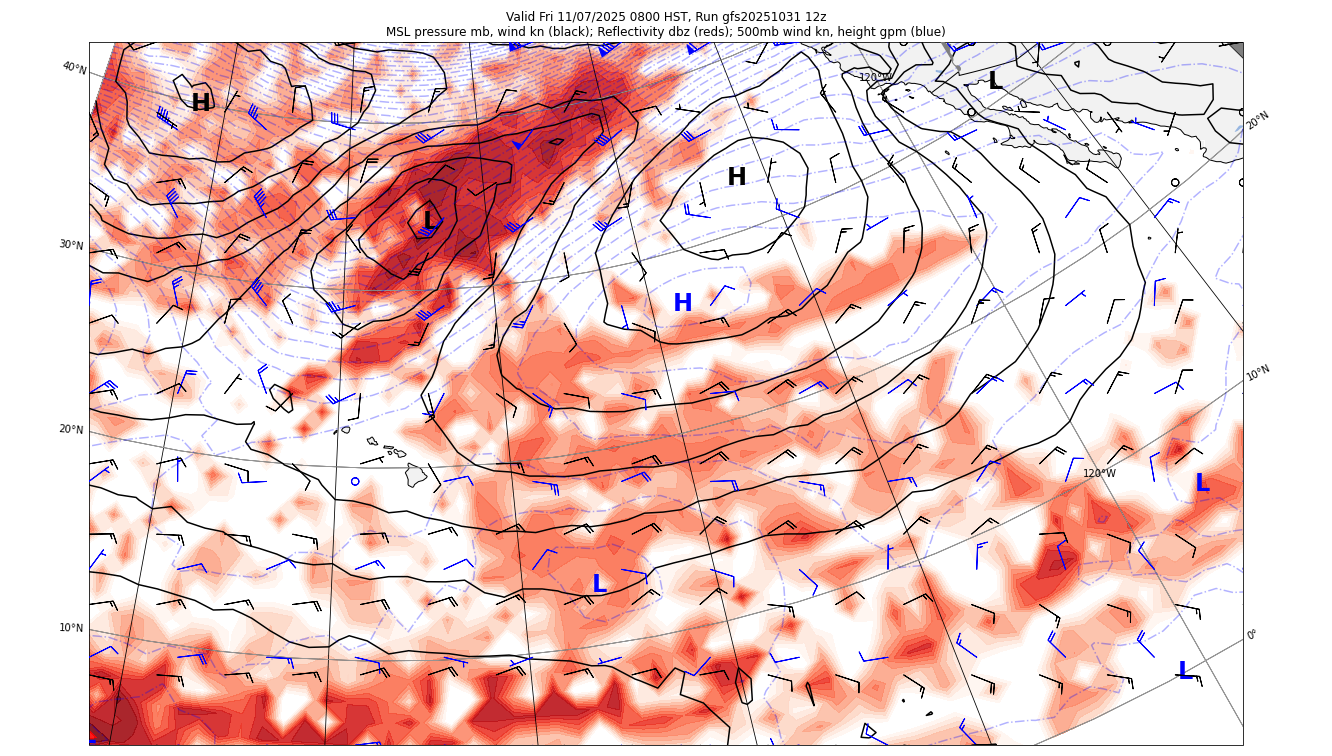 Valid Fri 11/07/2025 0800 HST, Run gfs20251031 12z
MSL pressure mb, wind kn (black); Reflectivity dbz (reds); 500mb wind kn, height gpm (blue)
40°N
120°W
L
H
20°N
H
L
30°N
H
10°N
20°N
120°W
L
L
10°N
0°
L